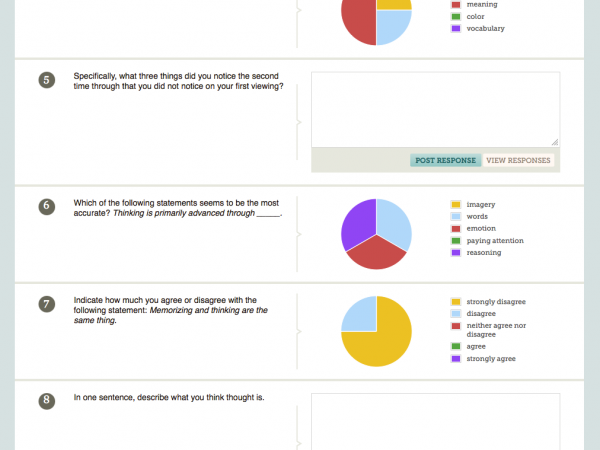 meaning
color
vocabulary
5
Specifically, what three things did you notice the second
time through that you did not notice on your first viewing?
POST RESPONSE
VIEW RESPONSES
6
Which of the following statements seems to be the most
accurate? Thinking is primarily advanced through _____.
imagery
words
emotion
paying attention
reasoning
7
Indicate how much you agree or disagree with the
following statement: Memorizing and thinking are the
same thing.
strongly disagree
disagree
neither agree nor
disagree
agree
strongly agree
8
In one sentence, describe what you think thought is.